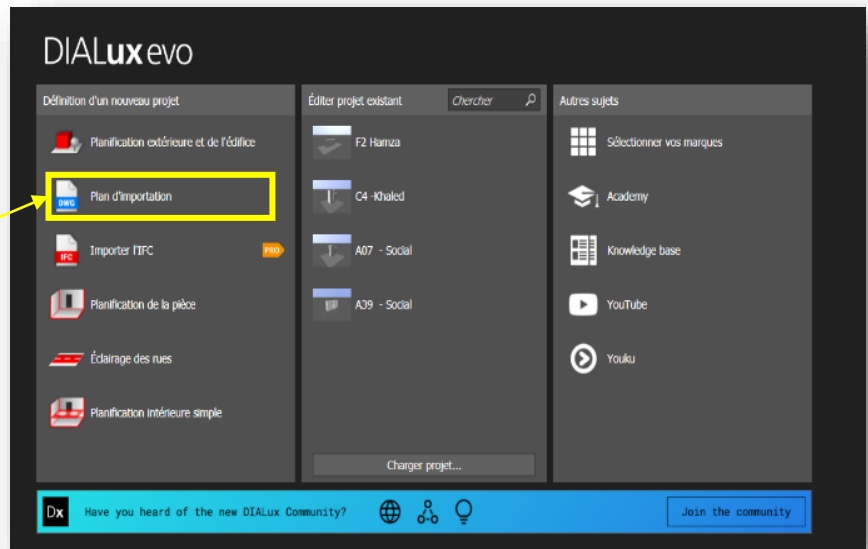 DIALux evo
Définition d'un nouveau projet
Planification extérieure et de l'édifice
DWG
Plan d'importation
IFC
Importer l'IFC
PRO
Planification de la pièce
Éclairage des rues
Planification intérieure simple
Éditer projet existant
Chercher
F2 Hamza
C4 -Khaled
A07 - Social
A39 - Social
Charger projet...
Autres sujets
Sélectionner vos marques
Academy
Knowledge base
YouTube
Youku
Dx Have you heard of the new DIALux Community?
Join the community